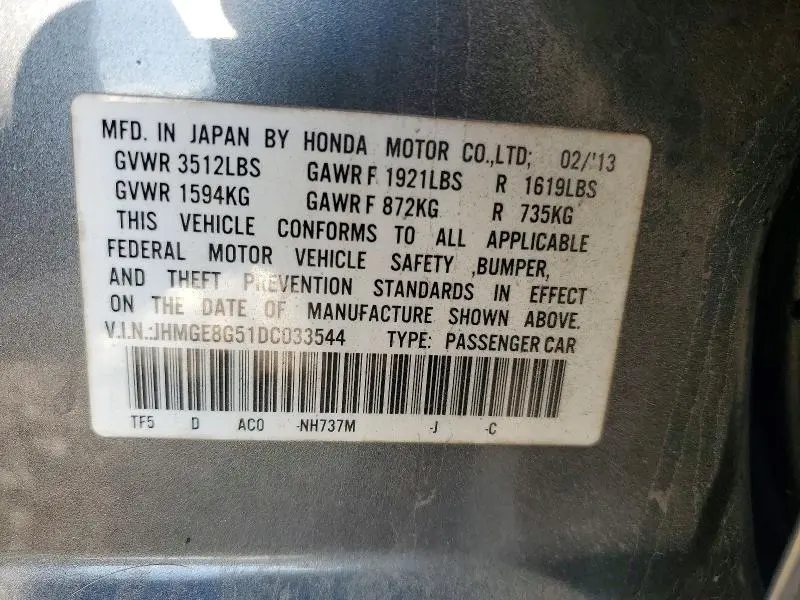 MFD. IN JAPAN BY HONDA MOTOR CO.,LTD; 02/'13
GVWR 3512LBS GAWR F 1921LBS R 1619LBS
GVWR 1594KG GAWR F 872KG R 735KG
THIS VEHICLE CONFORMS TO ALL APPLICABLE
FEDERAL MOTOR VEHICLE SAFETY ,BUMPER,
AND THEFT PREVENTION STANDARDS IN EFFECT
ON THE DATE OF MANUFACTURE SHOWN ABOVE.
V.I.N.:JHMGE8G51DC033544 TYPE: PASSENGER CAR
TF5 D AC0 -NH737M -J -C